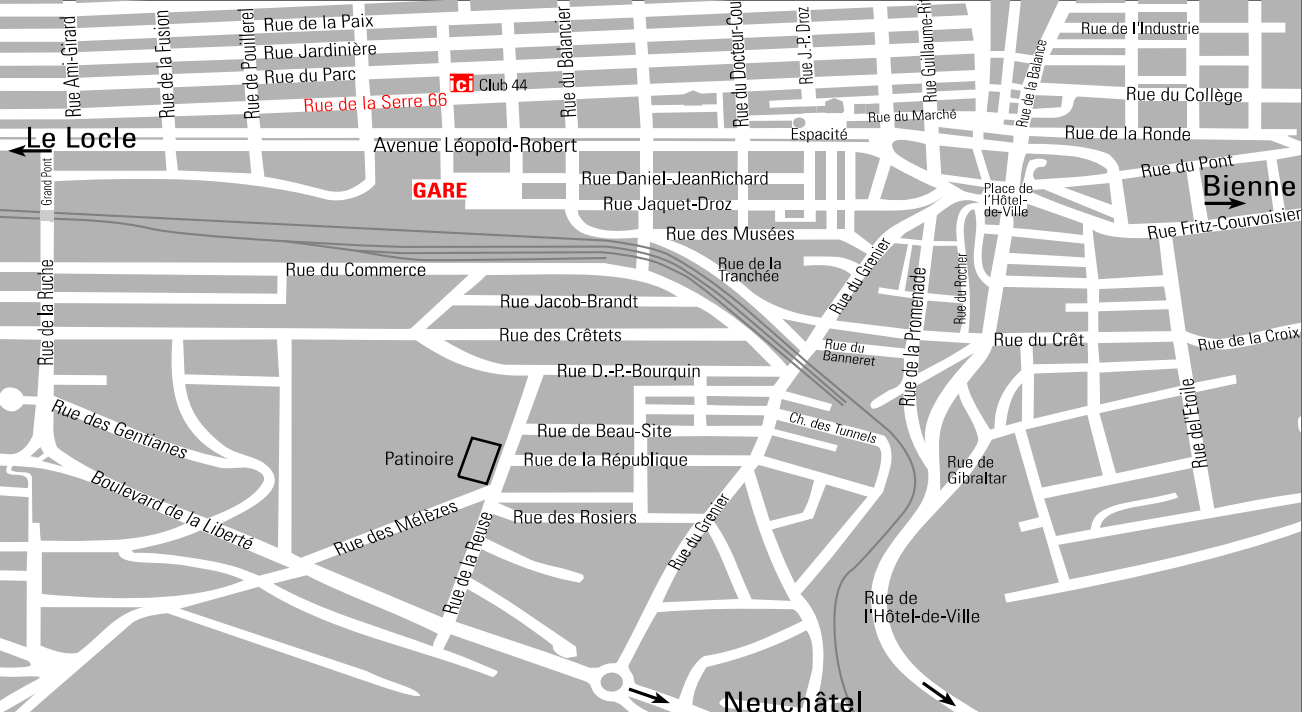 Rue Ami-Girard
Rue de la Fusion
Rue de Pouillerel
Rue de la Paix
Rue Jardinière
Rue du Parc
Rue de la Serre 66
ici
Club 44
Rue du Balancier
Rue du Docteur-Cou
Rue J.-P. Droz
Rue Guillaume-Ri
Rue de la Balance
Rue de l'Industrie
Rue du Collège
Rue du Marché
Espacité
Rue de la Ronde
Le Locle
Avenue Léopold-Robert
Grand Pont
GARE
Rue Daniel-JeanRichard
Rue Jaquet-Droz
Rue du Pont
Bienne
Place de
l'Hôtel-
de-Ville
Rue Fritz-Courvoisier
Rue des Musées
Rue de la
Tranchée
Rue du Grenier
Rue de la Promenade
Rue du Rocher
Rue du Commerce
Rue de la Ruche
Rue Jacob-Brandt
Rue des Crêtets
Rue du
Banneret
Rue du Crêt
Rue de la Croix
Rue D.-P.-Bourquin
Rue de l'Etoile
Rue des Gentianes
Ch. des Tunnels
Rue de Beau-Site
Patinoire
Rue de la République
Rue de
Gibraltar
Boulevard de la Liberté
Rue des Mélèzes
Rue des Rosiers
Rue du Grenier
Rue de la Reuse
Rue de
l'Hôtel-de-Ville
Neuchâtel